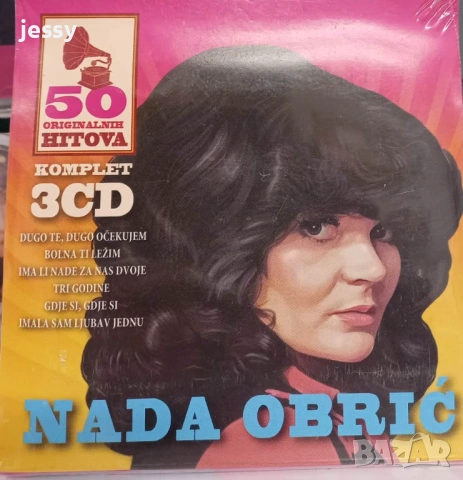 jessy
50
ORIGINALNIH
HITOVA
KOMPLET
3CD
DUGO TE, DUGO OČEKUJEM
BOLNA TI LEŽIM
IMA LI NADE ZA NAS DVOJE
TRI GODINE
GDJE SI, GDJE SI
IMALA SAM LJUBAV JEDNU
NADA OBRIĆ
BAZAR